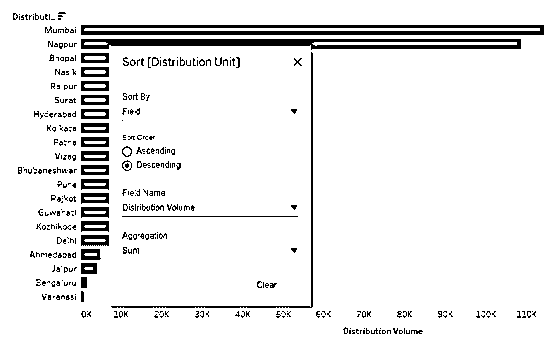 Distributi..
Mumbai
Nagpur
Bhopal
Nasik
Raipur
Surat
Hyderabad
Kolkata
Patna
Vizag
Bhubaneshwar
Pune
Rajkot
Guwahati
Kozhikode
Delhi
Ahmedabad
Jaipur
Bengaluru
Varanasi
Sort [Distribution Unit]
Sort By
Field
Sort Order
Ascending
Descending
Field Name
Distribution Volume
Aggregation
Sum
Clear
0K 10K 20K 30K 40K 50K 60K 70K 80K 90K 100K 110K
Distribution Volume